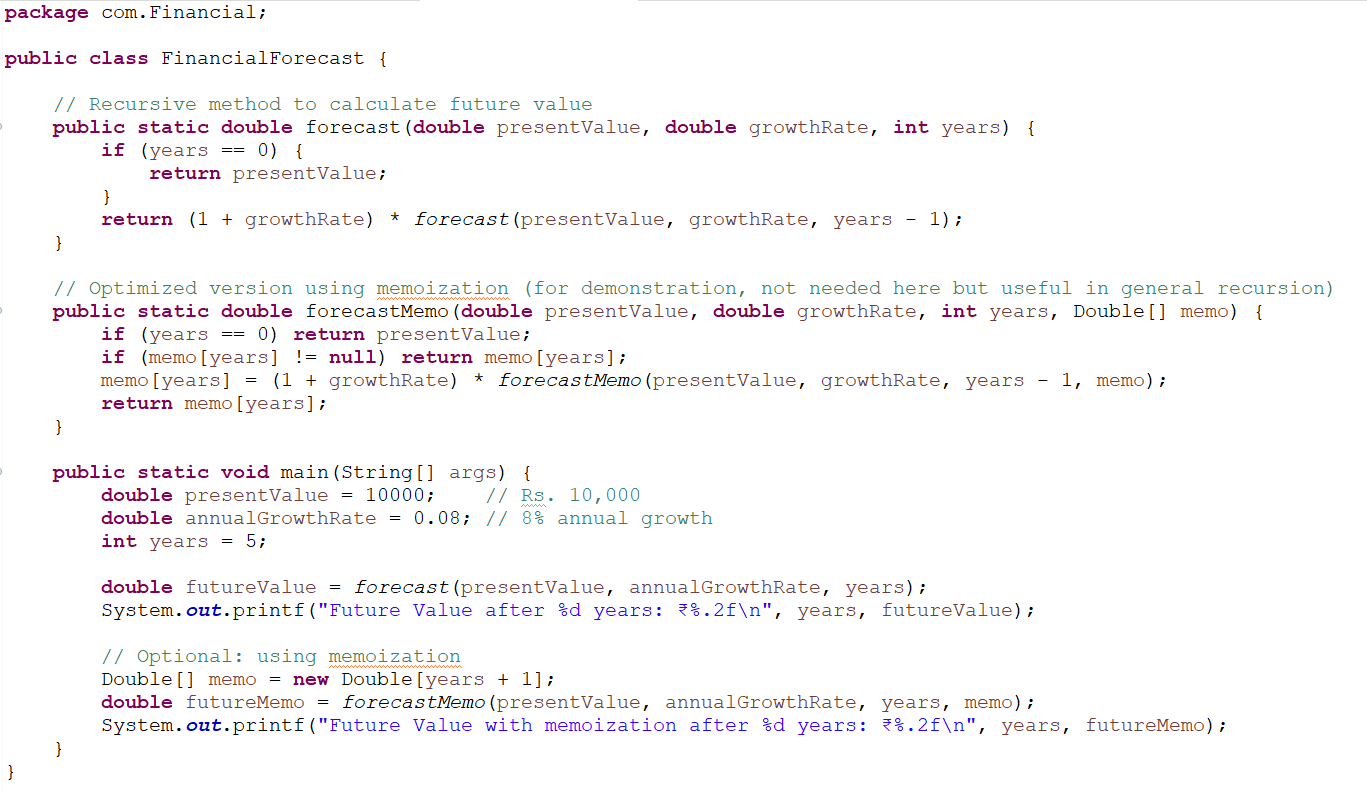 package com.Financial;
public class FinancialForecast {
// Recursive method to calculate future value
public static double forecast(double presentValue, double growthRate, int years) {
if (years == 0) {
return presentValue;
}
return (1 + growthRate) * forecast(presentValue, growthRate, years - 1);
}
// Optimized version using memoization (for demonstration, not needed here but useful in general recursion)
public static double forecastMemo(double presentValue, double growthRate, int years, Double[] memo) {
if (years == 0) return presentValue;
if (memo[years] != null) return memo[years];
memo[years] = (1 + growthRate) * forecastMemo(presentValue, growthRate, years - 1, memo);
return memo[years];
}
public static void main(String[] args) {
double presentValue = 10000;    // Rs. 10,000
double annualGrowthRate = 0.08; // 8% annual growth
int years = 5;
double futureValue = forecast(presentValue, annualGrowthRate, years);
System.out.printf("Future Value after %d years: ₹%.2f\n", years, futureValue);
// Optional: using memoization
Double[] memo = new Double[years + 1];
double futureMemo = forecastMemo(presentValue, annualGrowthRate, years, memo);
System.out.printf("Future Value with memoization after %d years: ₹%.2f\n", years, futureMemo);
}
}